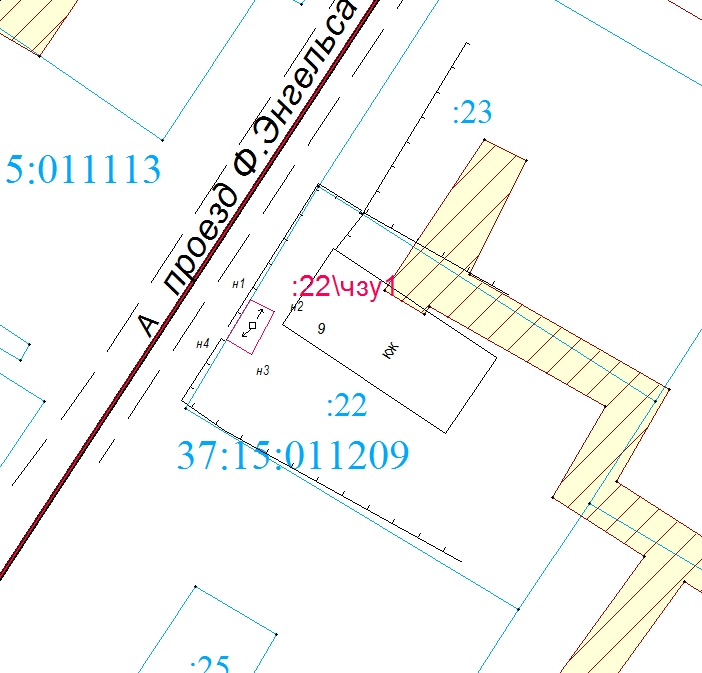 :23
5:011113
А проезд Ф.Энгельса
:22\чзу1
н1
н2
9
КЖ
н4
н3
:22
37:15:011209
:25